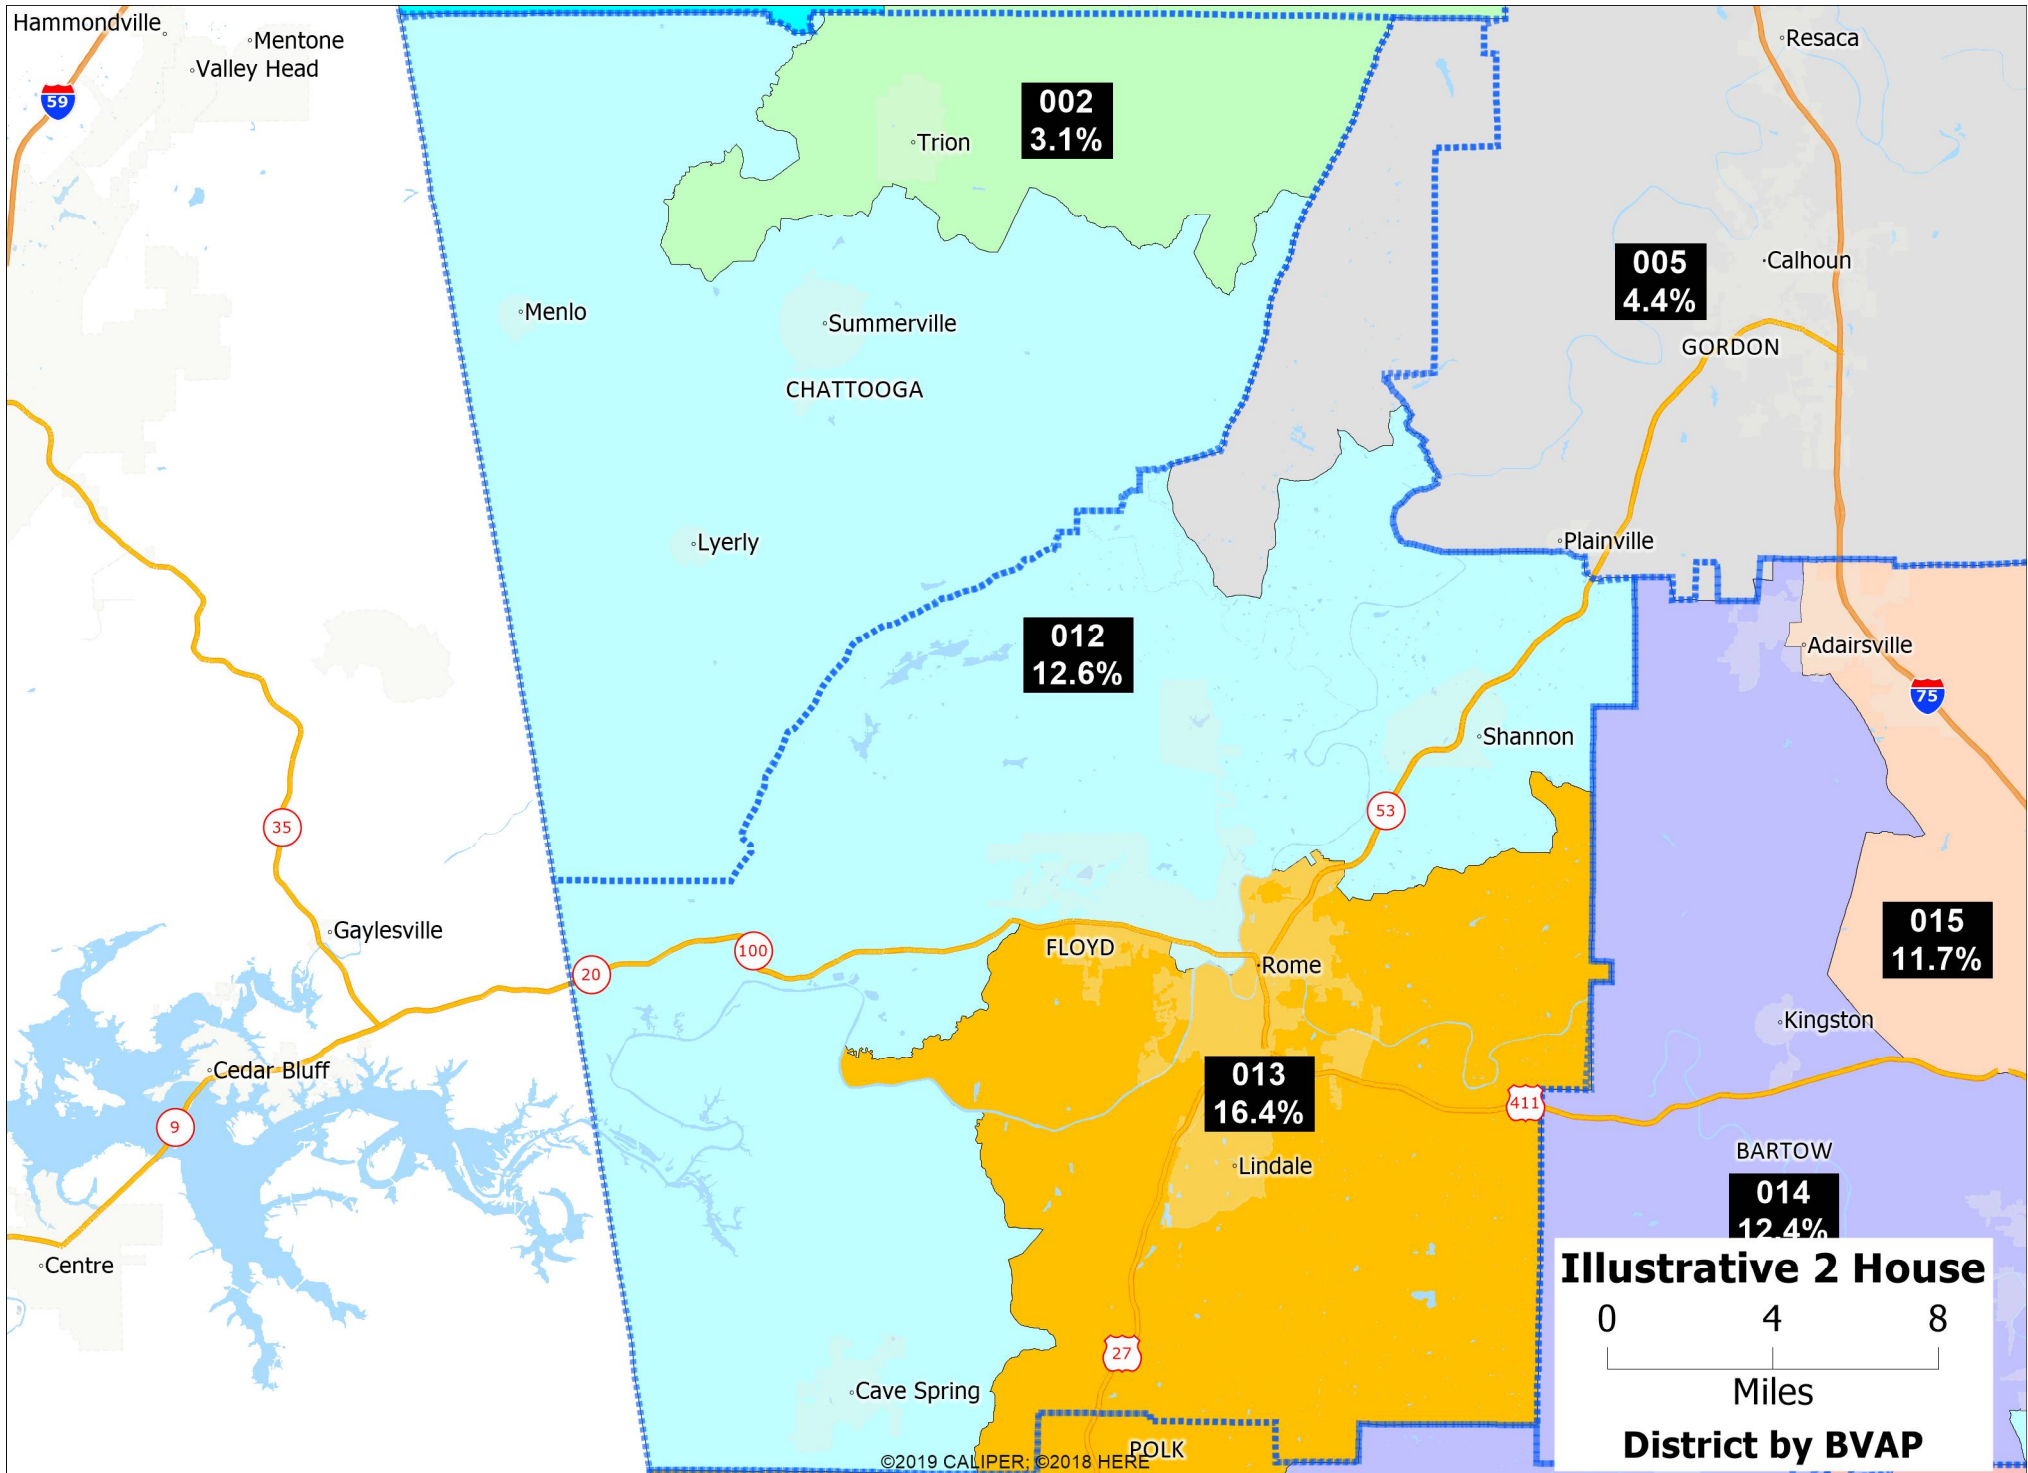 Hammondville
Mentone
Valley Head
59
Resaca
002
3.1%
Trion
005
4.4%
Calhoun
GORDON
Menlo
Summerville
CHATTOOGA
Lyerly
Plainville
012
12.6%
Adairsville
75
Shannon
53
35
Gaylesville
100
20
FLOYD
Rome
015
11.7%
Kingston
Cedar Bluff
9
013
16.4%
411
Lindale
BARTOW
014
12.4%
Centre
27
Cave Spring
POLK
©2019 CALIPER; ©2018 HERE
Illustrative 2 House
0 4 8
Miles
District by BVAP